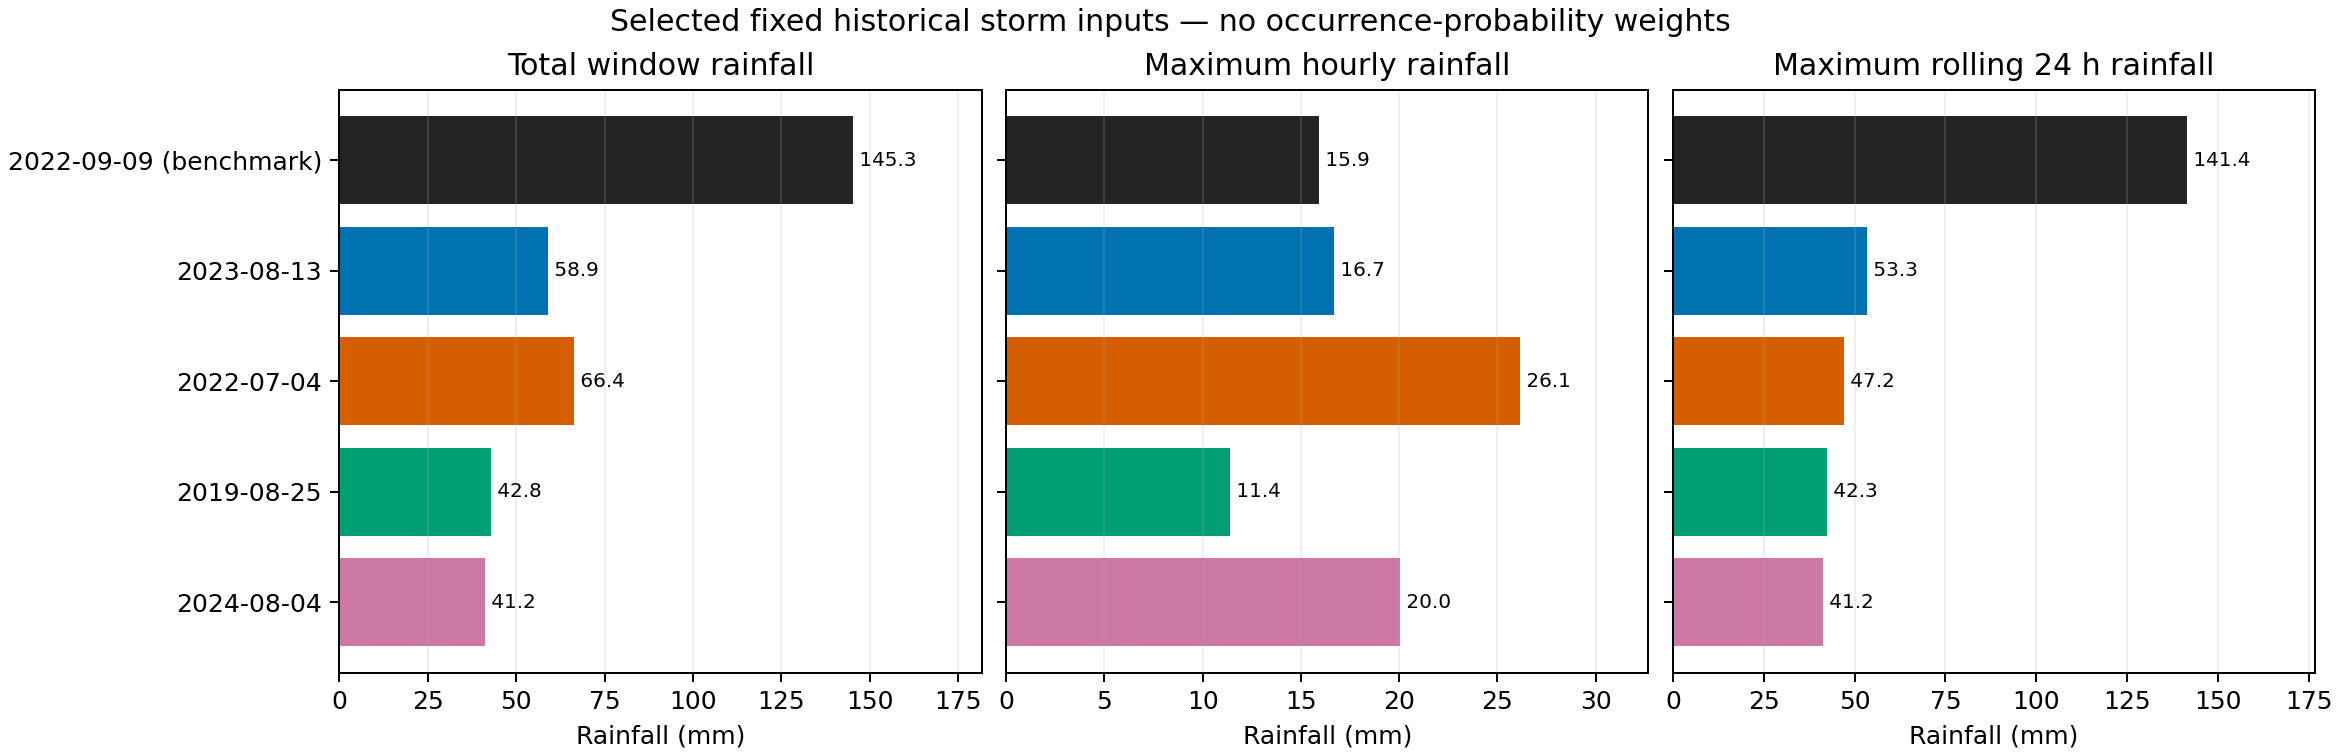 Selected fixed historical storm inputs — no occurrence-probability weights
Total window rainfall
Maximum hourly rainfall
Maximum rolling 24 h rainfall
2022-09-09 (benchmark)
145.3
15.9
141.4
2023-08-13
58.9
16.7
53.3
2022-07-04
66.4
26.1
47.2
2019-08-25
42.8
11.4
42.3
2024-08-04
41.2
20.0
41.2
0 25 50 75 100 125 150 175
0 5 10 15 20 25 30
0 25 50 75 100 125 150 175
Rainfall (mm)
Rainfall (mm)
Rainfall (mm)